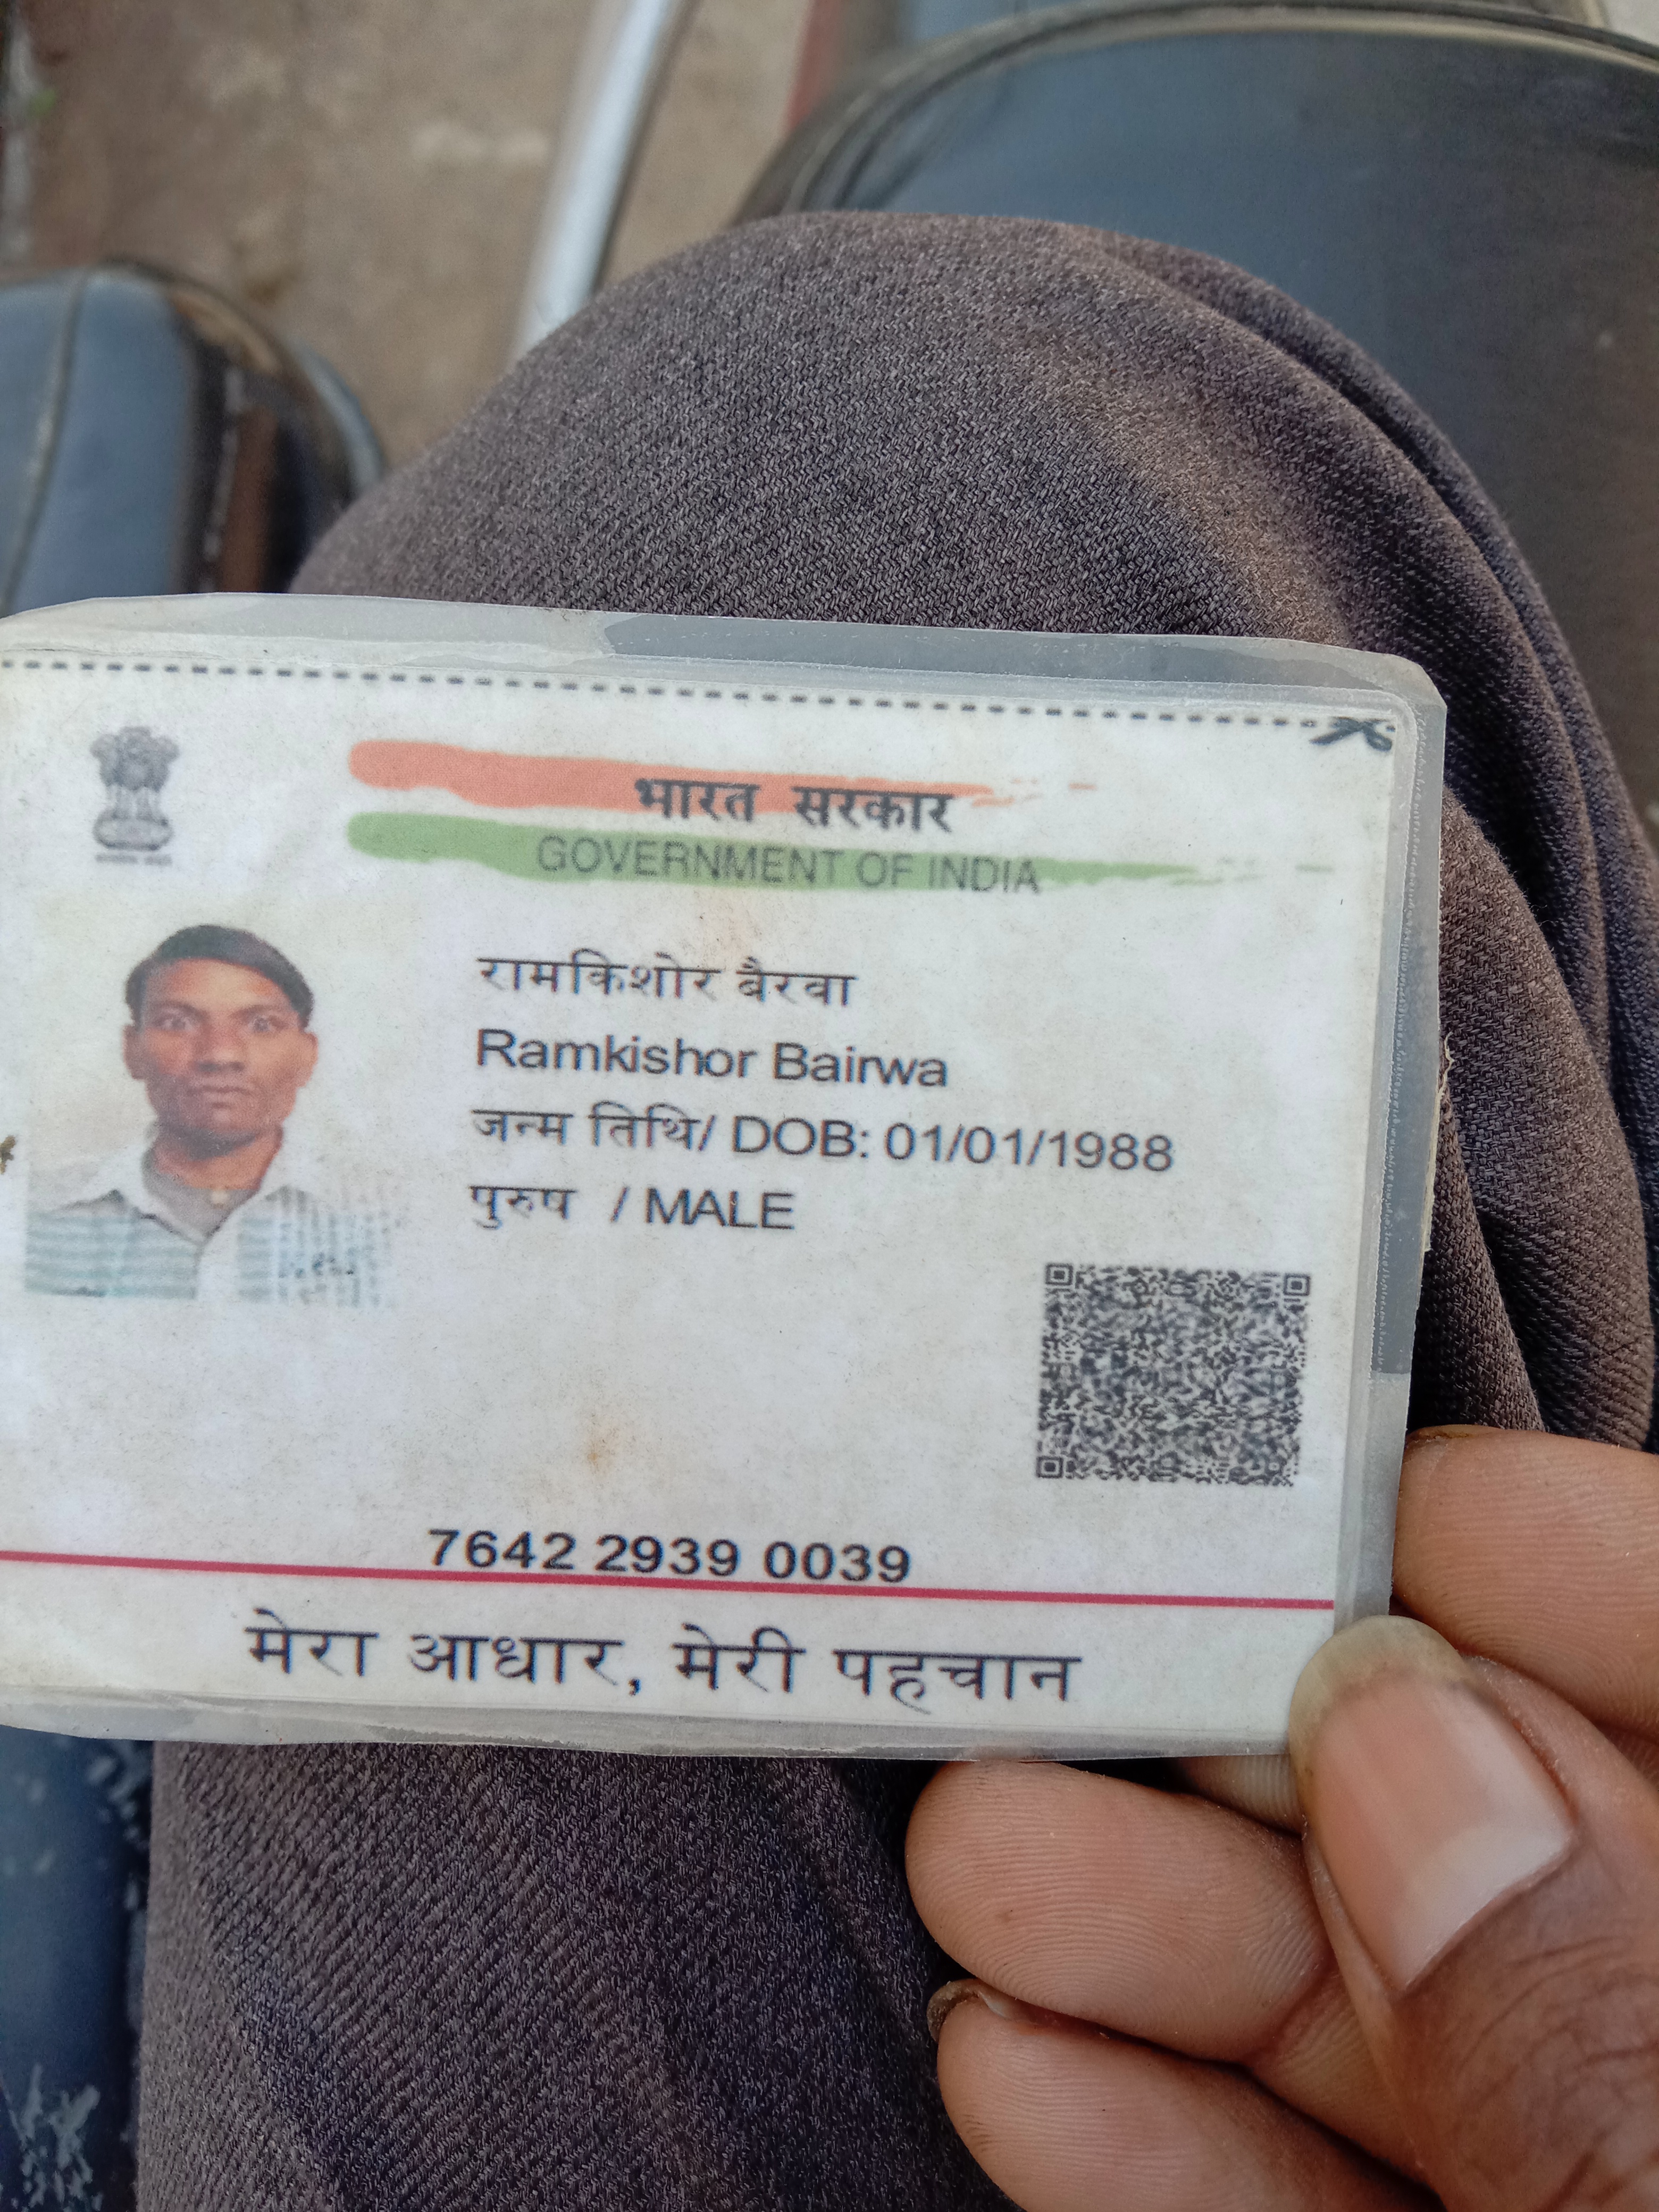 भारत सरकार
GOVERNMENT OF INDIA
रामकिशोर बैरवा
Ramkishor Bairwa
जन्म तिथि/ DOB: 01/01/1988
पुरुष / MALE
7642 2939 0039
मेरा आधार, मेरी पहचान